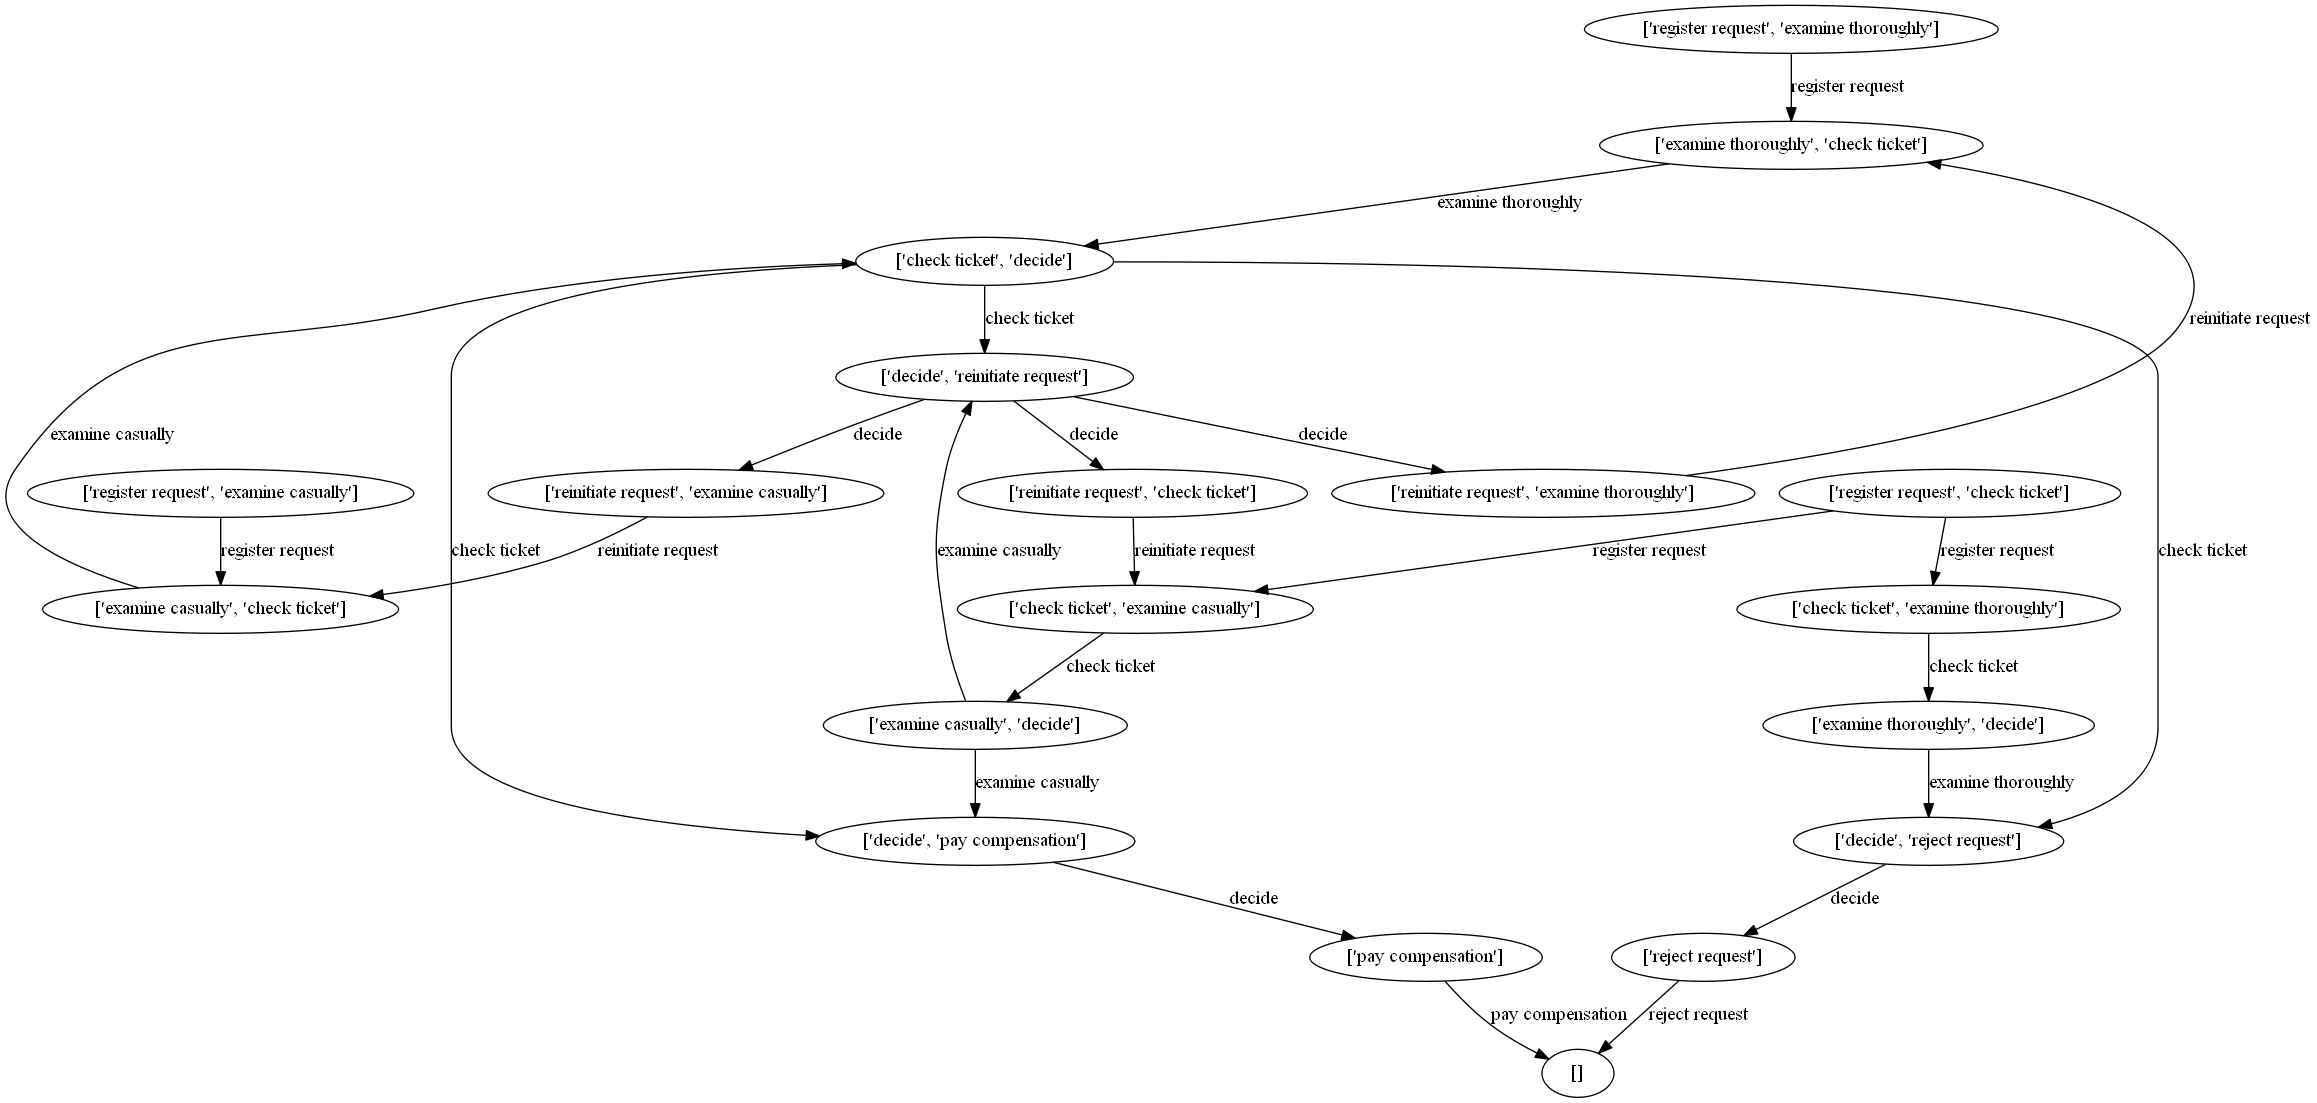 ['register request', 'examine thoroughly']
register request
['examine thoroughly', 'check ticket']
examine thoroughly
['check ticket', 'decide']
check ticket
reinitiate request
['decide', 'reinitiate request']
examine casually
decide
decide
decide
['register request', 'examine casually']
['reinitiate request', 'examine casually']
['reinitiate request', 'check ticket']
['reinitiate request', 'examine thoroughly']
['register request', 'check ticket']
register request
check ticket
reinitiate request
examine casually
reinitiate request
register request
register request
check ticket
['examine casually', 'check ticket']
['check ticket', 'examine casually']
['check ticket', 'examine thoroughly']
check ticket
check ticket
['examine casually', 'decide']
['examine thoroughly', 'decide']
examine casually
examine thoroughly
['decide', 'pay compensation']
['decide', 'reject request']
decide
decide
['pay compensation']
['reject request']
pay compensation
reject request
[]